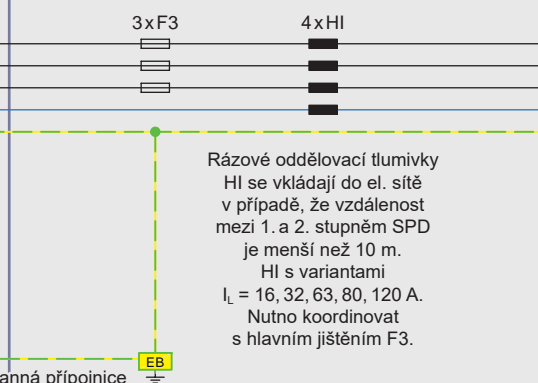 3xF3 4xHI
Rázové oddělovací tlumivky
HI se vkládají do el. sítě
v případě, že vzdálenost
mezi 1. a 2. stupněm SPD
je menší než 10 m.
HI s variantami
IL = 16, 32, 63, 80, 120 A.
Nutno koordinovat
s hlavním jištěním F3.
EB
přípojnice